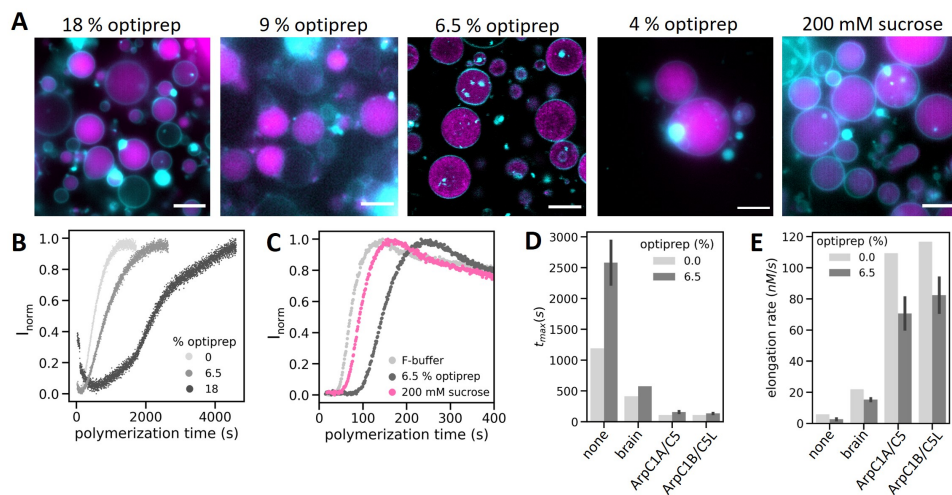 A
18 % optiprep
9 % optiprep
6.5 % optiprep
4 % optiprep
200 mM sucrose
B
I_norm
1.0
0.8
0.6
0.4
0.2
0.0
% optiprep
0
6.5
18
0 2000 4000
polymerization time (s)
C
I_norm
1.0
0.8
0.6
0.4
0.2
0.0
F-buffer
6.5 % optiprep
200 mM sucrose
0 100 200 300 400
polymerization time (s)
D
t_max(s)
3000
2500
2000
1500
1000
500
0
optiprep (%)
0.0
6.5
none
brain
ArpC1A/C5
ArpC1B/C5L
E
elongation rate (nM/s)
120
100
80
60
40
20
0
optiprep (%)
0.0
6.5
none
brain
ArpC1A/C5
ArpC1B/C5L